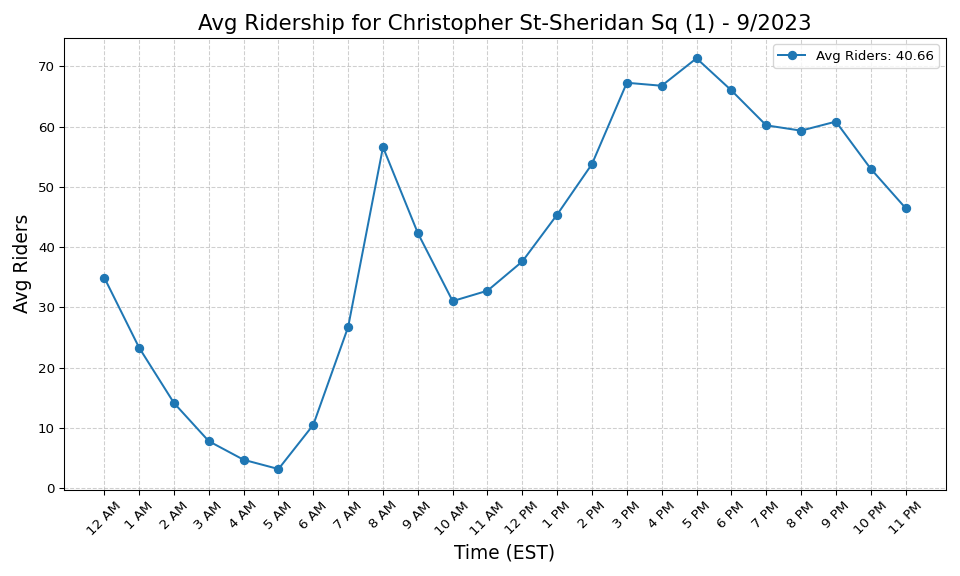 Avg Ridership for Christopher St-Sheridan Sq (1) - 9/2023
Avg Riders: 40.66
Avg Riders
70
60
50
40
30
20
10
0
12 AM
1 AM
2 AM
3 AM
4 AM
5 AM
6 AM
7 AM
8 AM
9 AM
10 AM
11 AM
12 PM
1 PM
2 PM
3 PM
4 PM
5 PM
6 PM
7 PM
8 PM
9 PM
10 PM
11 PM
Time (EST)